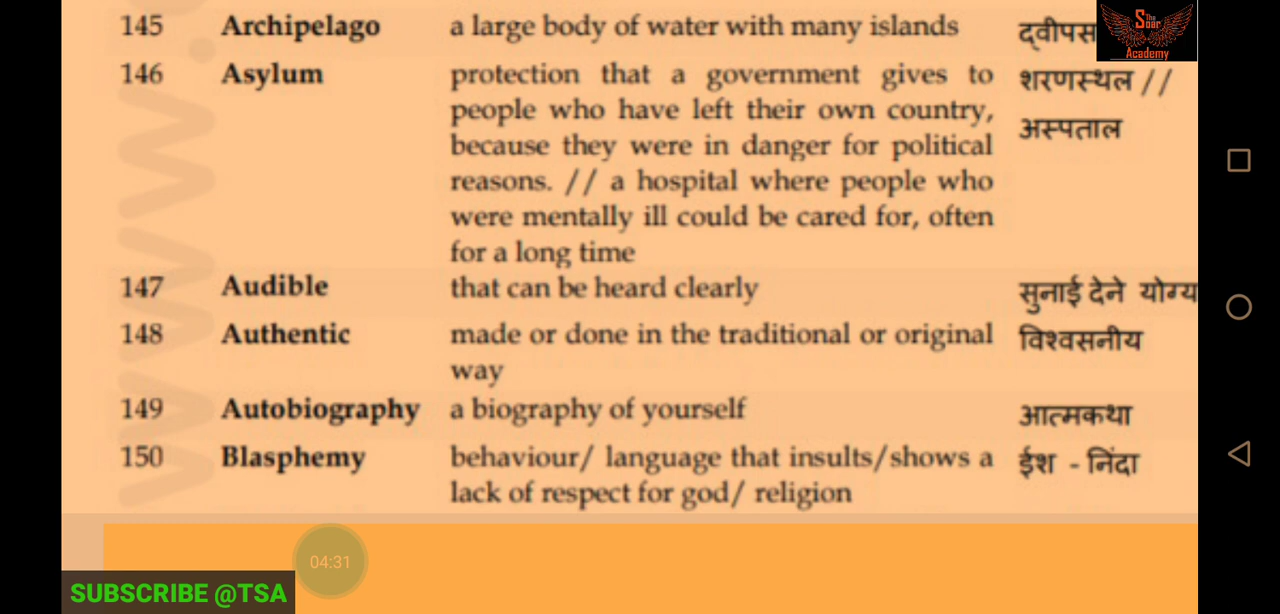 145 Archipelago a large body of water with many islands
The Soar Academy
146 Asylum protection that a government gives to शरणस्थल //
people who have left their own country, अस्पताल
because they were in danger for political
reasons. // a hospital where people who
were mentally ill could be cared for, often
for a long time
147 Audible that can be heard clearly सुनाई देने योग्य
148 Authentic made or done in the traditional or original विश्वसनीय
way
149 Autobiography a biography of yourself आत्मकथा
150 Blasphemy behaviour/ language that insults/shows a ईश - निंदा
lack of respect for god/ religion
04:31
SUBSCRIBE @TSA